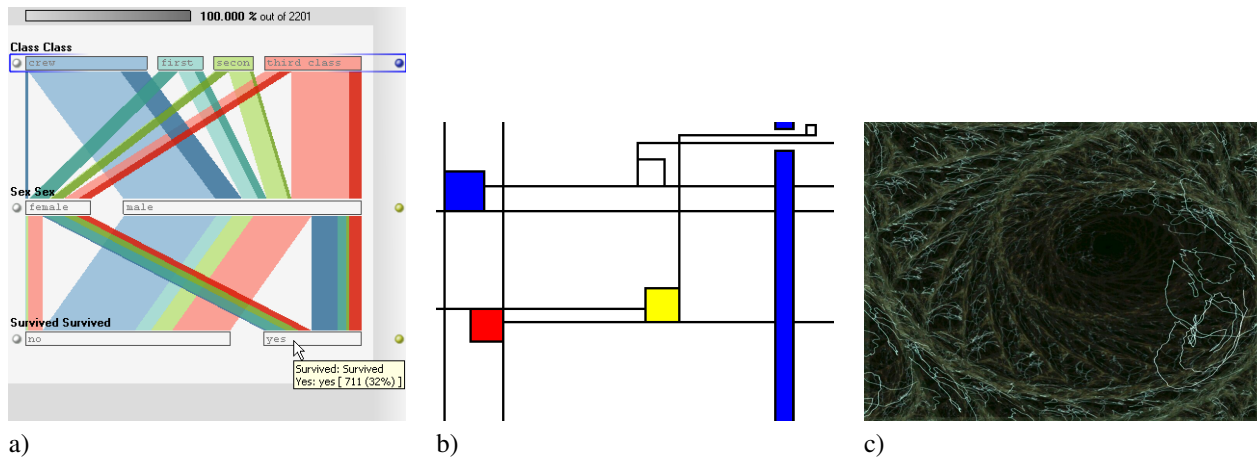 100.000 % out of 2201
Class Class
crew first secon third class
Sex Sex
female male
Survived Survived
no yes
Survived: Survived
Yes: yes [ 711 (32%) ]
a) b) c)